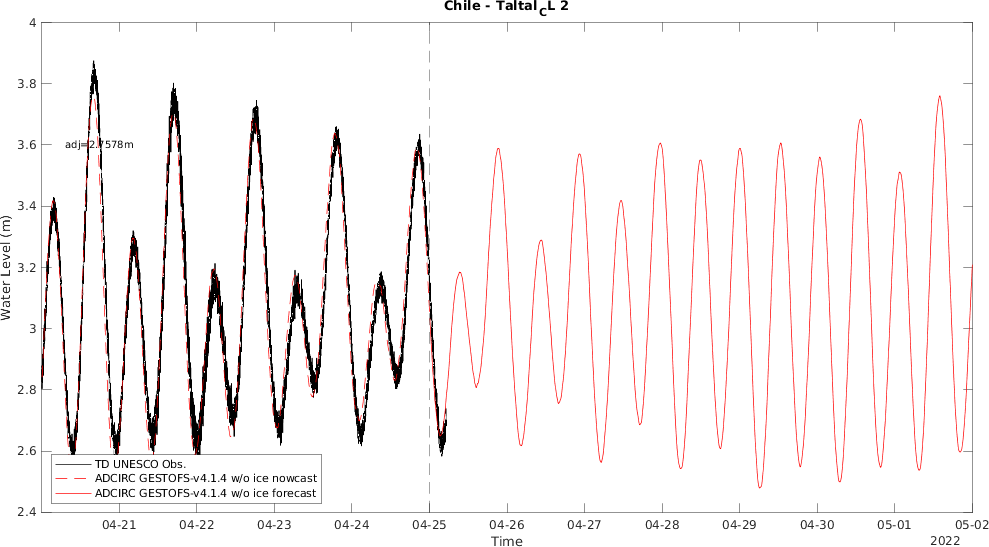 Chile - Taltal_CL 2
4
3.8
3.6
3.4
3.2
3
2.8
2.6
2.4
Water Level (m)
adj=2.7578m
TD UNESCO Obs.
ADCIRC GESTOFS-v4.1.4 w/o ice nowcast
ADCIRC GESTOFS-v4.1.4 w/o ice forecast
04-21 04-22 04-23 04-24 04-25 04-26 04-27 04-28 04-29 04-30 05-01 05-02
Time
2022